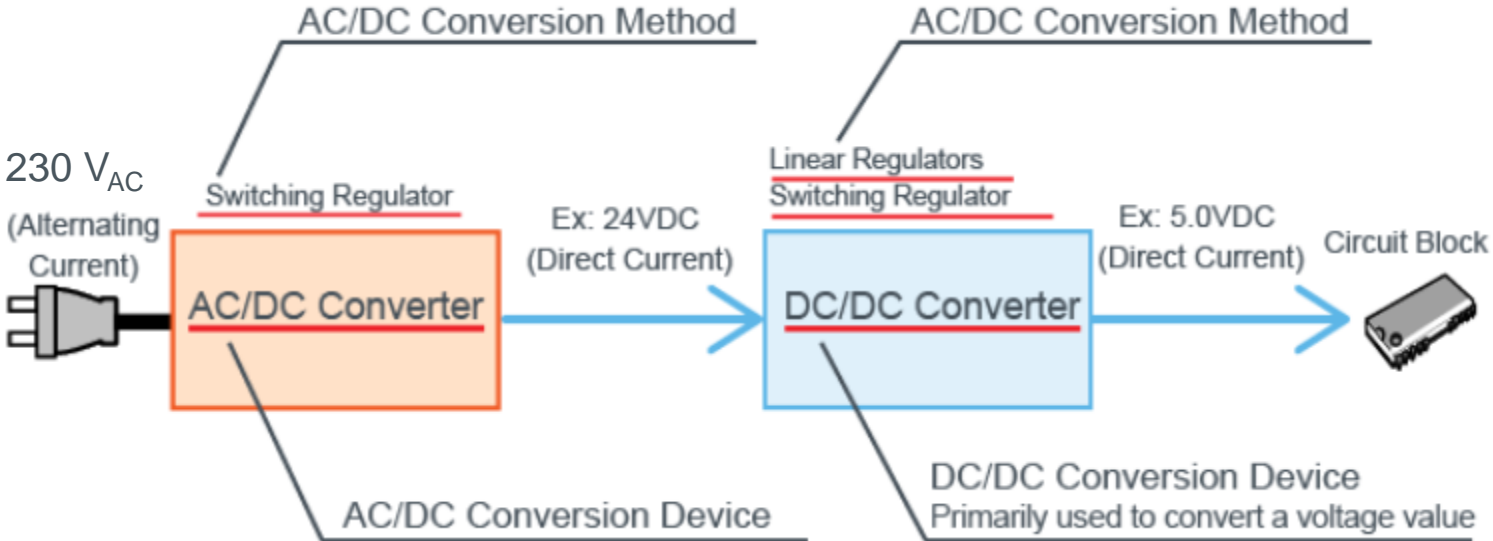 AC/DC Conversion Method
AC/DC Conversion Method
230 V_AC
(Alternating
Current)
Switching Regulator
Linear Regulators
Switching Regulator
Ex: 24VDC
(Direct Current)
Ex: 5.0VDC
(Direct Current)
Circuit Block
AC/DC Converter
DC/DC Converter
AC/DC Conversion Device
DC/DC Conversion Device
Primarily used to convert a voltage value